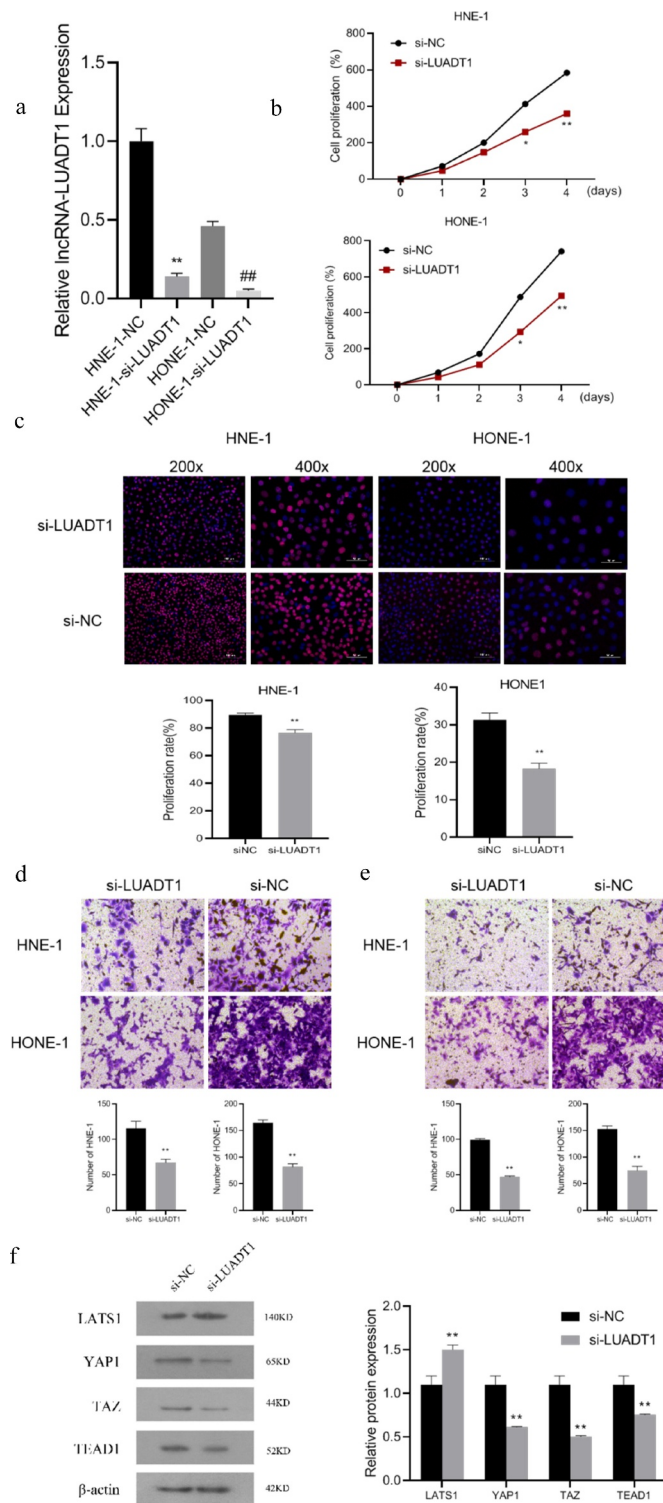 a
Relative lncRNA-LUADT1 Expression
1.5
1.0
0.5
0.0
**
##
HNE-1-NC
HNE-1-si-LUADT1
HONE-1-NC
HONE-1-si-LUADT1
b
HNE-1
si-NC
si-LUADT1
Cell proliferation (%)
800
600
400
200
0
*
**
0 1 2 3 4 (days)
HONE-1
si-NC
si-LUADT1
Cell proliferation (%)
800
600
400
200
0
*
**
0 1 2 3 4 (days)
c
HNE-1 HONE-1
200x 400x 200x 400x
si-LUADT1
si-NC
HNE-1
Proliferation rate(%)
100
80
60
40
20
0
**
siNC si-LUADT1
HONE1
Proliferation rate(%)
40
30
20
10
0
**
siNC si-LUADT1
d
si-LUADT1 si-NC
HNE-1
HONE-1
Number of HNE-1
150
100
50
0
**
si-NC si-LUADT1
Number of HONE-1
200
150
100
50
0
**
si-NC si-LUADT1
e
si-LUADT1 si-NC
HNE-1
HONE-1
Number of HNE-1
150
100
50
0
**
si-NC si-LUADT1
Number of HONE-1
200
150
100
50
0
**
si-NC si-LUADT1
f
si-NC si-LUADT1
LATS1 140KD
YAP1 65KD
TAZ 44KD
TEAD1 52KD
β-actin 42KD
Relative protein expression
2.0
1.5
1.0
0.5
0.0
si-NC
si-LUADT1
**
**
**
**
LATS1 YAP1 TAZ TEAD1